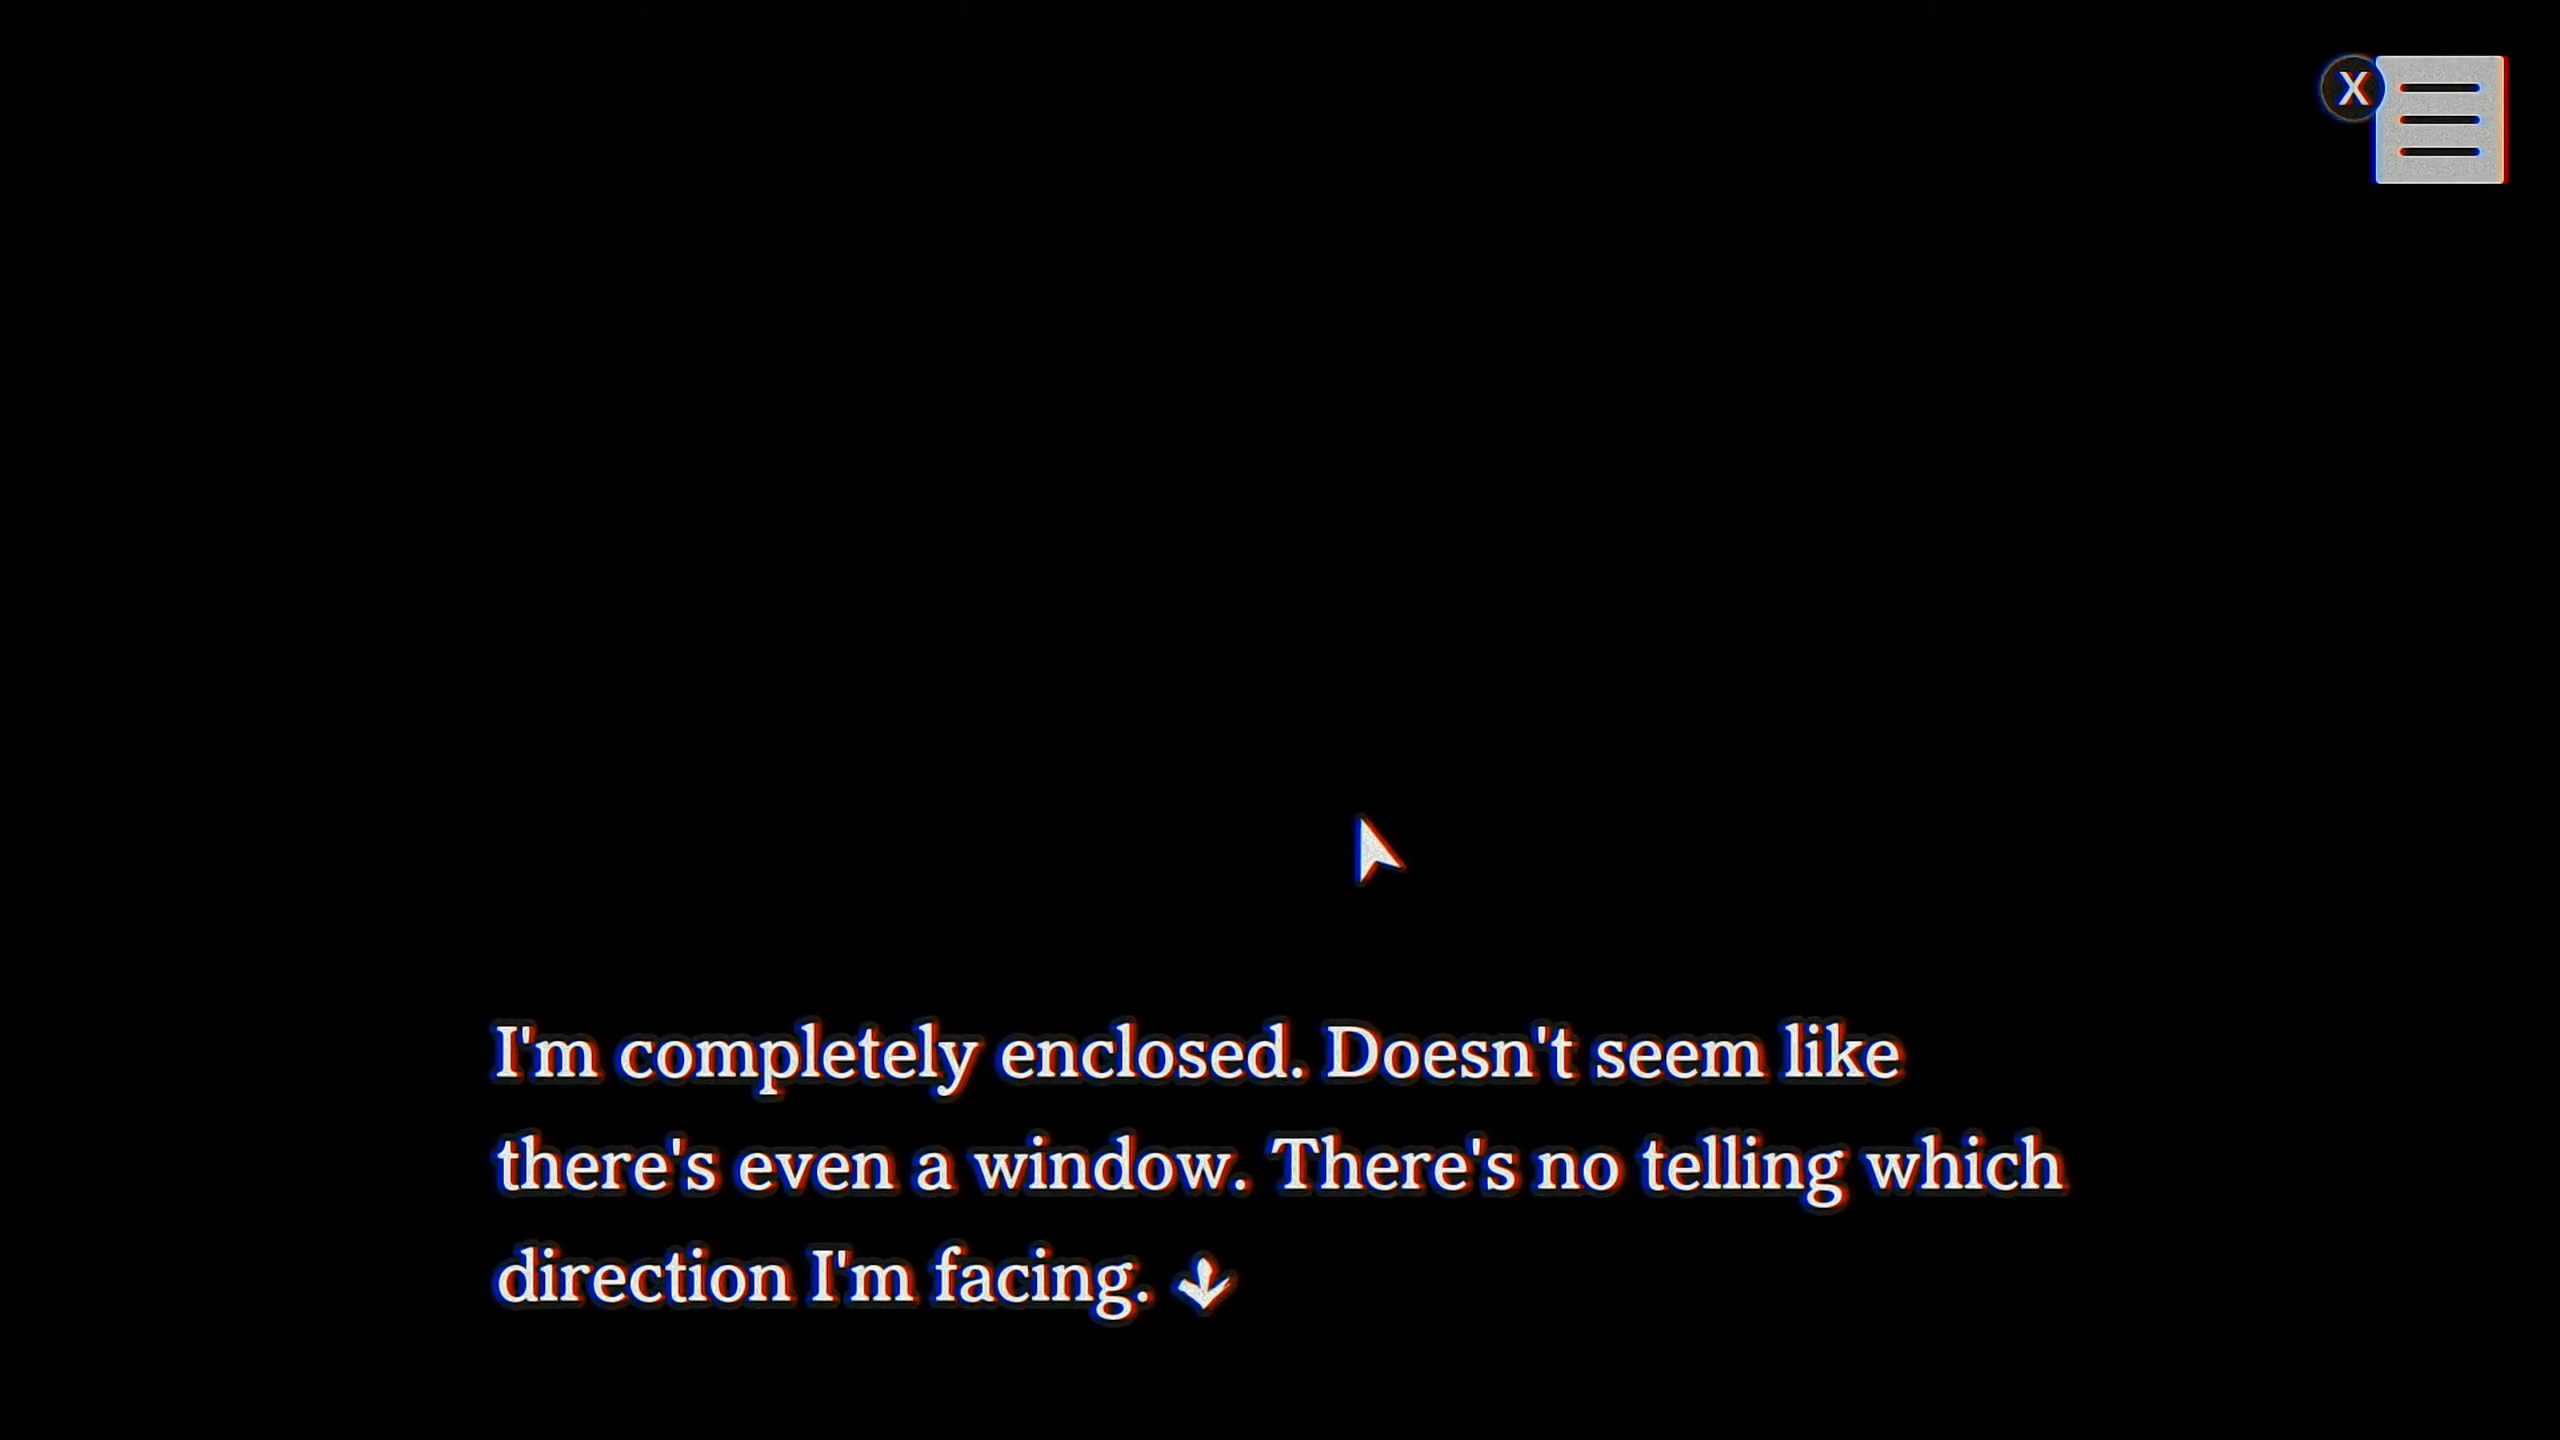 X
I'm completely enclosed. Doesn't seem like
there's even a window. There's no telling which
direction I'm facing.